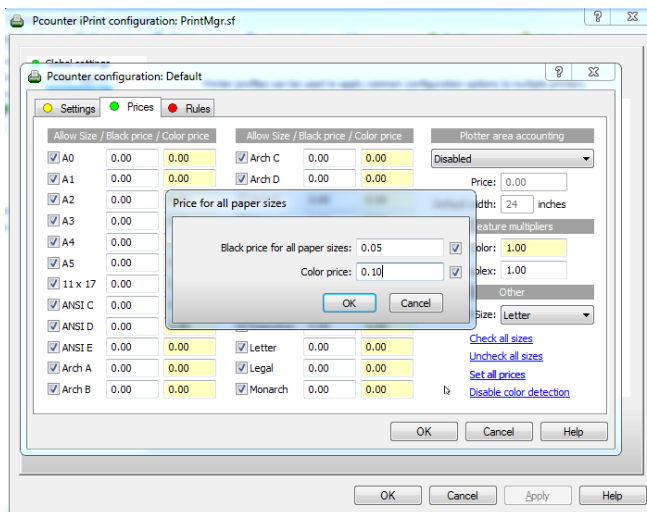 Pcounter iPrint configuration: PrintMgr.sf
Global settings
Pcounter configuration: Default
Settings Prices Rules
Allow Size / Black price / Color price Allow Size / Black price / Color price Plotter area accounting
A0 0.00 0.00 Arch C 0.00 0.00 Disabled
A1 0.00 0.00 Arch D 0.00 0.00 Price: 0.00
A2 0.00 24 inches
Price for all paper sizes
A3 0.00 multipliers
Black price for all paper sizes: 0.05
A4 0.00 1.00
Color price: 0.10
A5 0.00 1.00
11 x 17 0.00 Other
OK Cancel
ANSI C 0.00 Size: Letter
ANSI D 0.00 Check all sizes
ANSI E 0.00 0.00 Letter 0.00 0.00 Uncheck all sizes
Arch A 0.00 0.00 Legal 0.00 0.00 Set all prices
Arch B 0.00 0.00 Monarch 0.00 0.00 Disable color detection
OK Cancel Help
OK Cancel Apply Help